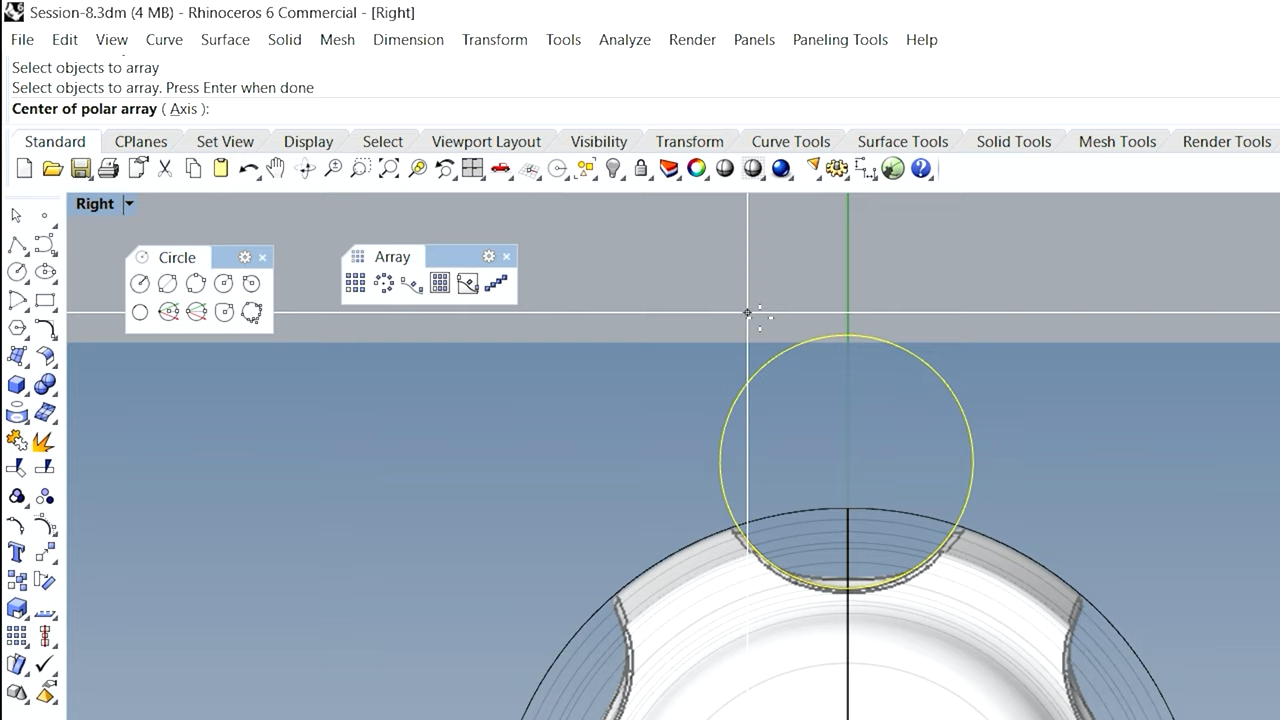 Session-8.3dm (4 MB) - Rhinoceros 6 Commercial - [Right]
File Edit View Curve Surface Solid Mesh Dimension Transform Tools Analyze Render Panels Paneling Tools Help
Select objects to array
Select objects to array. Press Enter when done
Center of polar array ( Axis ):
Standard CPlanes Set View Display Select Viewport Layout Visibility Transform Curve Tools Surface Tools Solid Tools Mesh Tools Render Tools
Right
Circle
Array